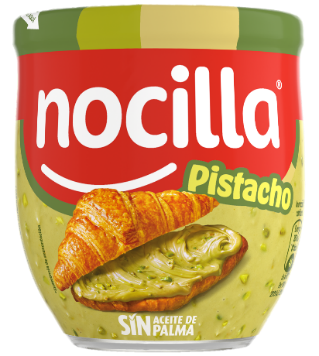 nocilla®
Pistacho
SIN ACEITE DE
PALMA